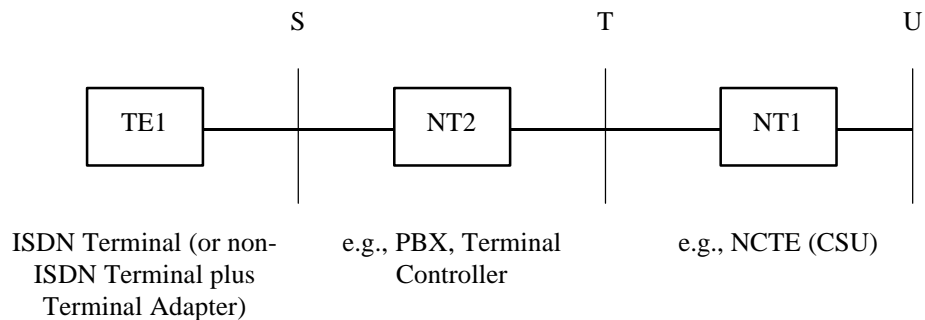 S T U
TE1 NT2 NT1
ISDN Terminal (or non-
ISDN Terminal plus
Terminal Adapter)
e.g., PBX, Terminal
Controller
e.g., NCTE (CSU)